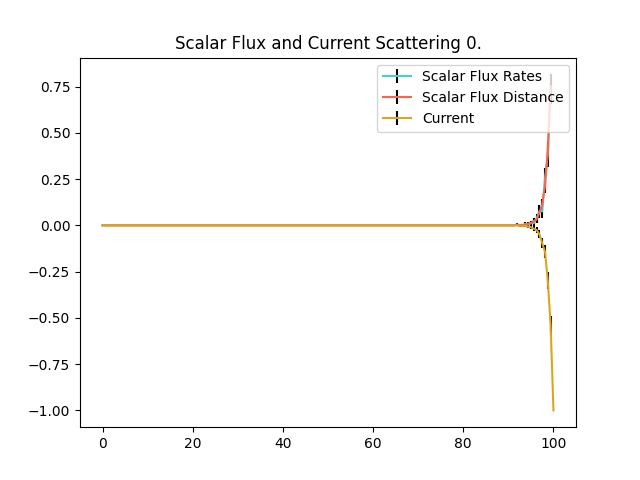 Scalar Flux and Current Scattering 0.
Scalar Flux Rates
Scalar Flux Distance
Current
0.75
0.50
0.25
0.00
−0.25
−0.50
−0.75
−1.00
0 20 40 60 80 100